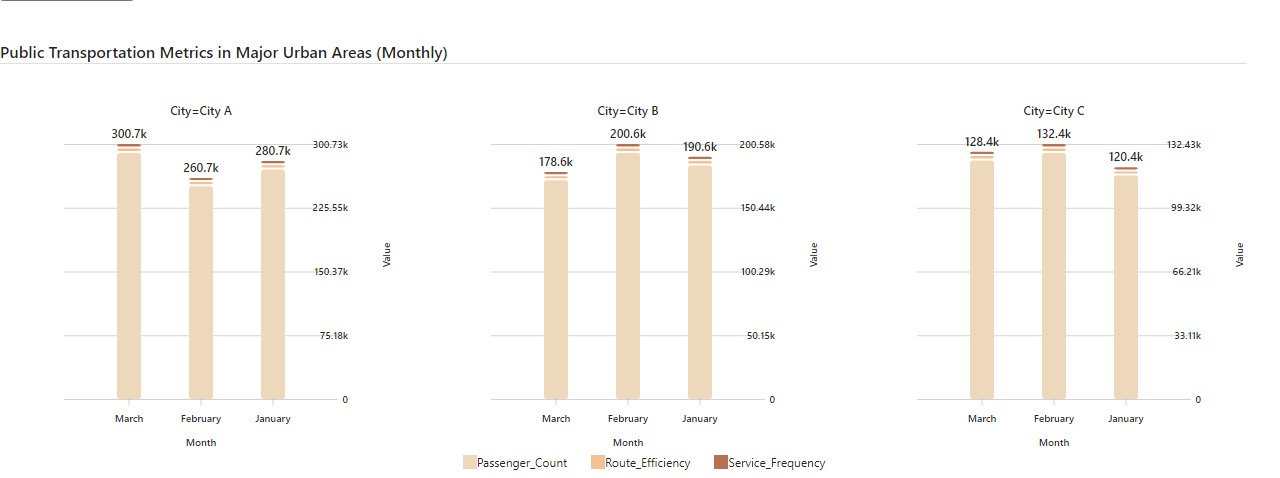 Public Transportation Metrics in Major Urban Areas (Monthly)
City=City A
300.7k
260.7k
280.7k
300.73k
225.55k
150.37k
75.18k
0
Value
March February January
Month
City=City B
178.6k
200.6k
190.6k
200.58k
150.44k
100.29k
50.15k
0
Value
March February January
Month
City=City C
128.4k
132.4k
120.4k
132.43k
99.32k
66.21k
33.11k
0
Value
March February January
Month
Passenger_Count Route_Efficiency Service_Frequency